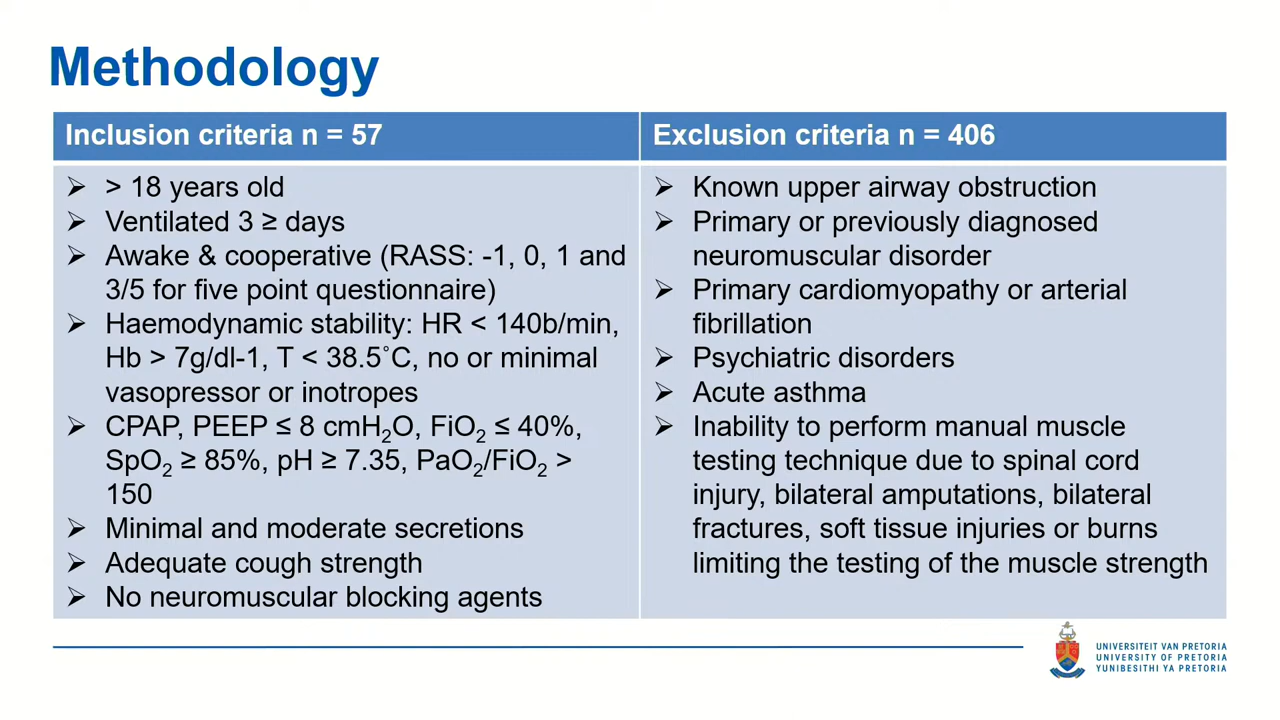 Methodology
Inclusion criteria n = 57
➢ > 18 years old
➢ Ventilated 3 ≥ days
➢ Awake & cooperative (RASS: -1, 0, 1 and
3/5 for five point questionnaire)
➢ Haemodynamic stability: HR < 140b/min,
Hb > 7g/dl-1, T < 38.5˚C, no or minimal
vasopressor or inotropes
➢ CPAP, PEEP ≤ 8 cmH₂O, FiO₂ ≤ 40%,
SpO₂ ≥ 85%, pH ≥ 7.35, PaO₂/FiO₂ >
150
➢ Minimal and moderate secretions
➢ Adequate cough strength
➢ No neuromuscular blocking agents
Exclusion criteria n = 406
➢ Known upper airway obstruction
➢ Primary or previously diagnosed
neuromuscular disorder
➢ Primary cardiomyopathy or arterial
fibrillation
➢ Psychiatric disorders
➢ Acute asthma
➢ Inability to perform manual muscle
testing technique due to spinal cord
injury, bilateral amputations, bilateral
fractures, soft tissue injuries or burns
limiting the testing of the muscle strength
UNIVERSITEIT VAN PRETORIA
UNIVERSITY OF PRETORIA
YUNIBESITHI YA PRETORIA